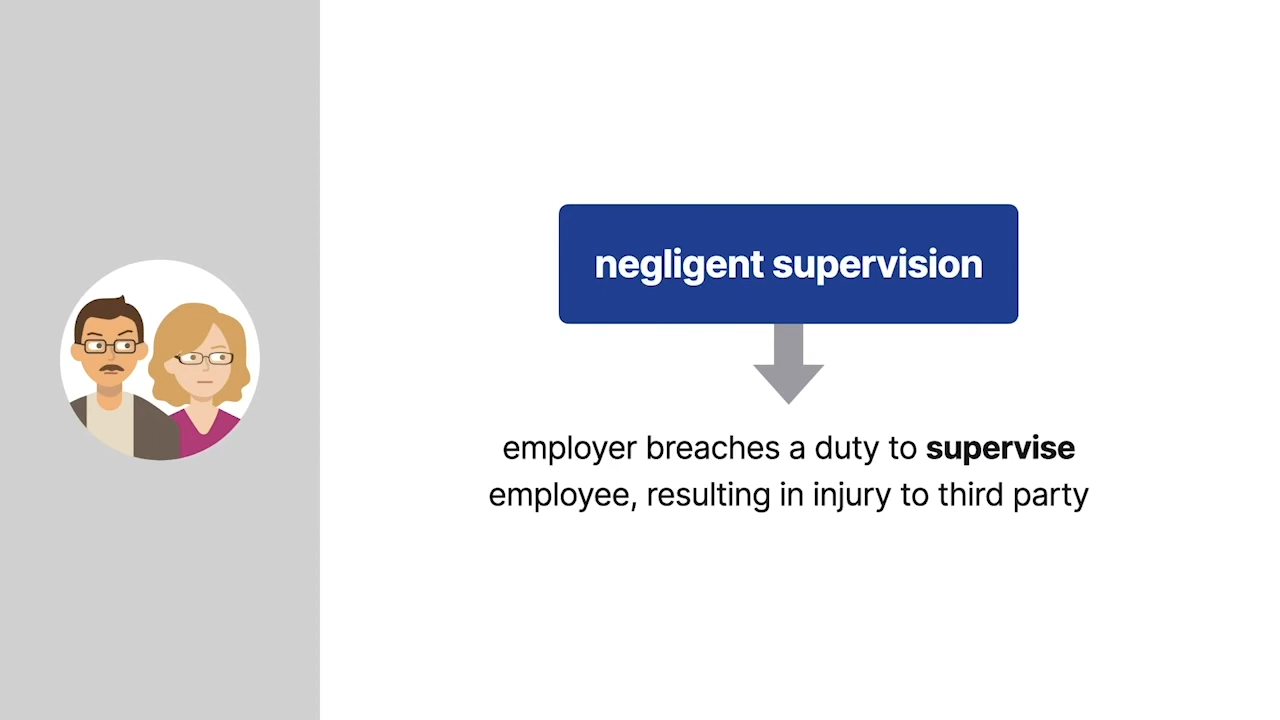 negligent supervision
employer breaches a duty to supervise
employee, resulting in injury to third party